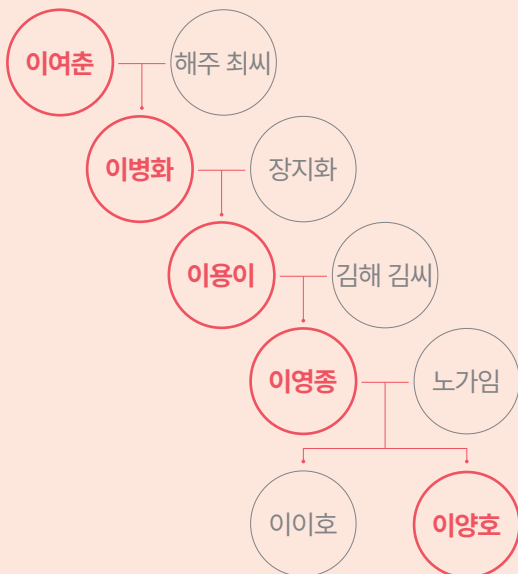 이여춘
해주 최씨
이병화
장지화
이용이
김해 김씨
이영종
노가임
이이호
이양호